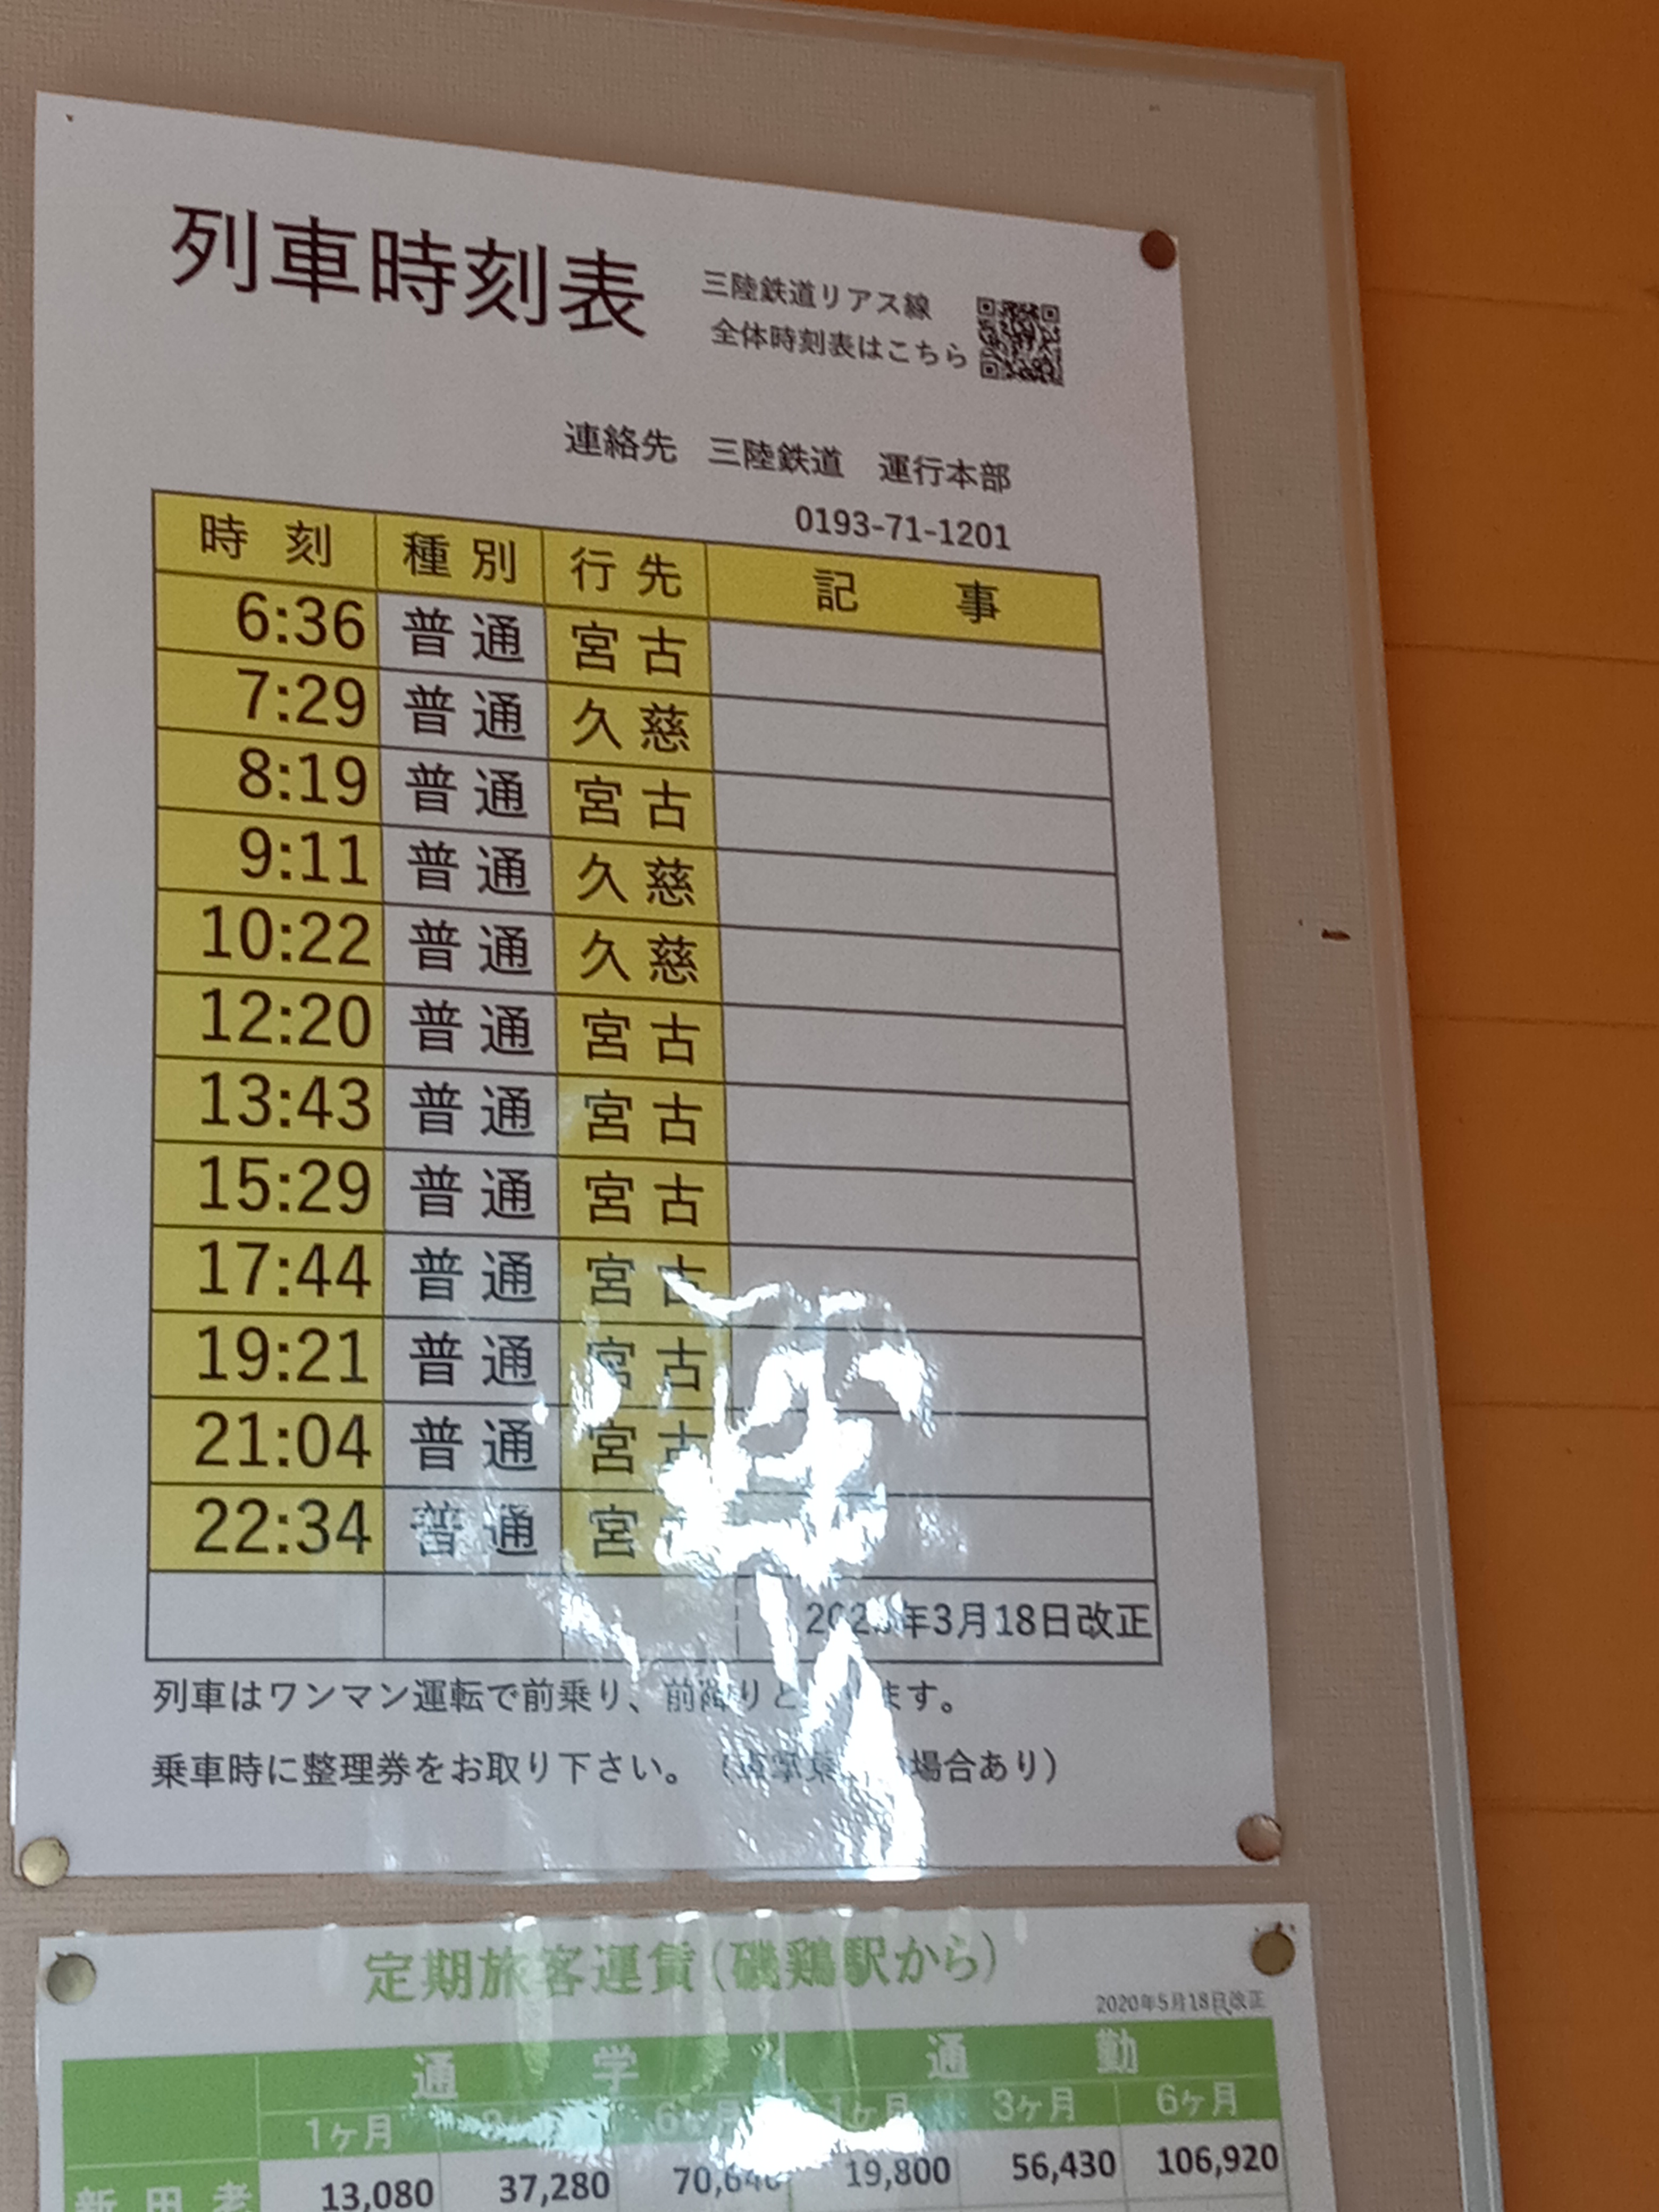 列車時刻表
三陸鉄道リアス線
全体時刻表はこちら
連絡先 三陸鉄道 運行本部
0193-71-1201
時刻 種別 行先 記事
6:36 普通 宮古
7:29 普通 久慈
8:19 普通 宮古
9:11 普通 久慈
10:22 普通 久慈
12:20 普通 宮古
13:43 普通 宮古
15:29 普通 宮古
17:44 普通 宮古
19:21 普通 宮古
21:04 普通 宮古
22:34 普通 宮
年3月18日改正
列車はワンマン運転で前乗り、前降りと ます。
乗車時に整理券をお取り下さい。( 場合あり)
定期旅客運賃(磯鶏駅から)
2020年5月18日改正
通学 通勤
1ヶ月 6ヶ月 1ヶ月 3ヶ月 6ヶ月
新田老 13,080 37,280 70,640 19,800 56,430 106,920